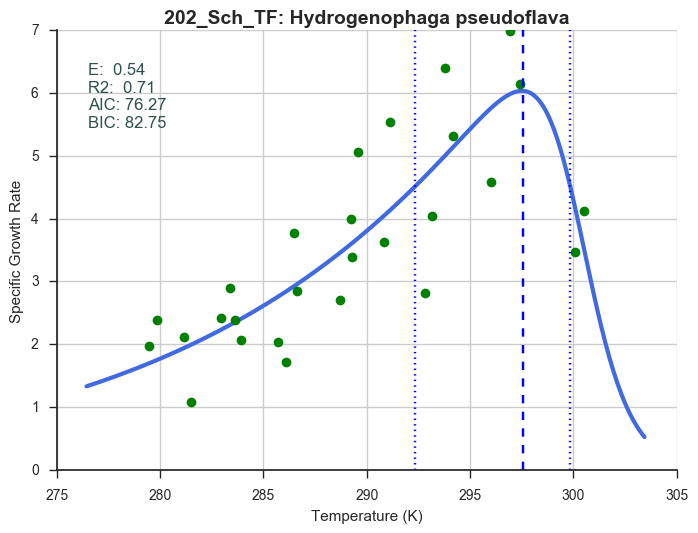 202_Sch_TF: Hydrogenophaga pseudoflava
E: 0.54
R2: 0.71
AIC: 76.27
BIC: 82.75
Specific Growth Rate
7
6
5
4
3
2
1
0
275 280 285 290 295 300 305
Temperature (K)